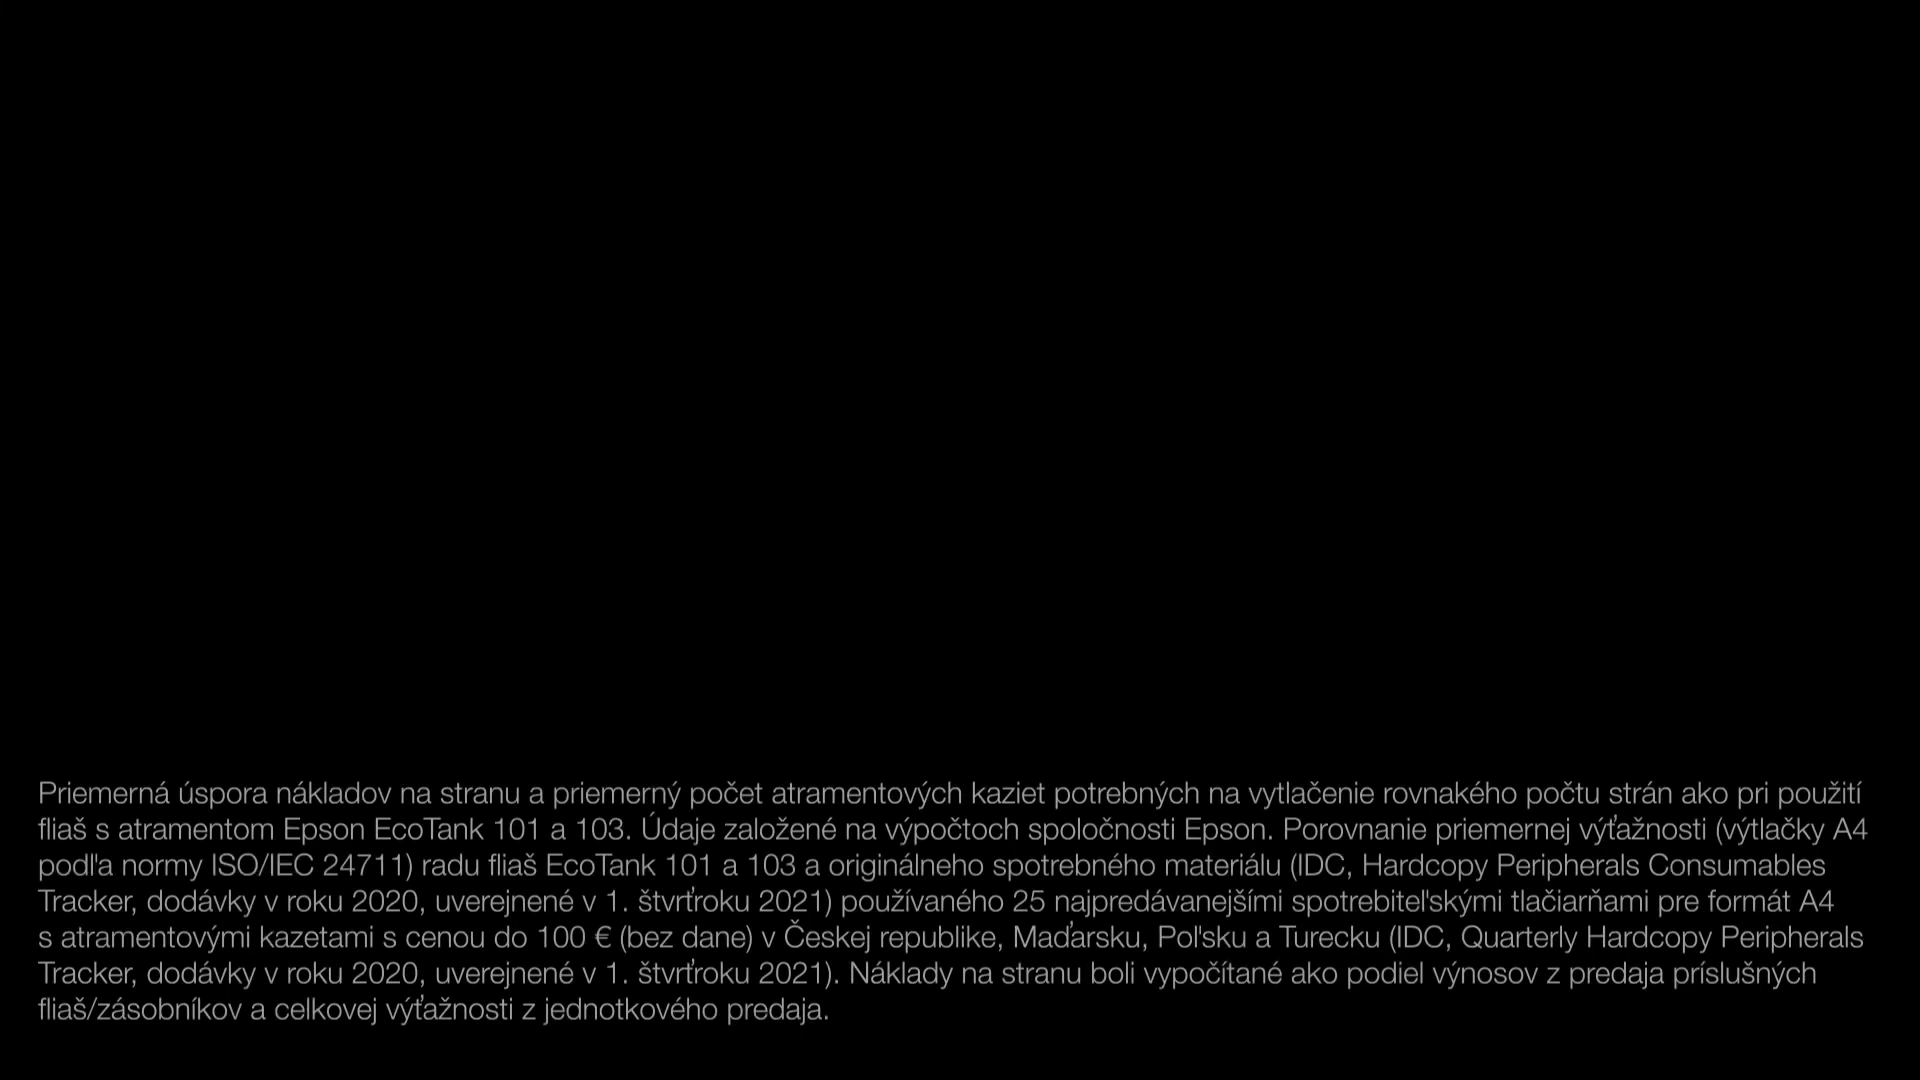 Priemerná úspora nákladov na stranu a priemerný počet atramentových kaziet potrebných na vytlačenie rovnakého počtu strán ako pri použití
fliaš s atramentom Epson EcoTank 101 a 103. Údaje založené na výpočtoch spoločnosti Epson. Porovnanie priemernej výťažnosti (výtlačky A4
podľa normy ISO/IEC 24711) radu fliaš EcoTank 101 a 103 a originálneho spotrebného materiálu (IDC, Hardcopy Peripherals Consumables
Tracker, dodávky v roku 2020, uverejnené v 1. štvrťroku 2021) používaného 25 najpredávanejšími spotrebiteľskými tlačiarňami pre formát A4
s atramentovými kazetami s cenou do 100 € (bez dane) v Českej republike, Maďarsku, Poľsku a Turecku (IDC, Quarterly Hardcopy Peripherals
Tracker, dodávky v roku 2020, uverejnené v 1. štvrťroku 2021). Náklady na stranu boli vypočítané ako podiel výnosov z predaja príslušných
fliaš/zásobníkov a celkovej výťažnosti z jednotkového predaja.